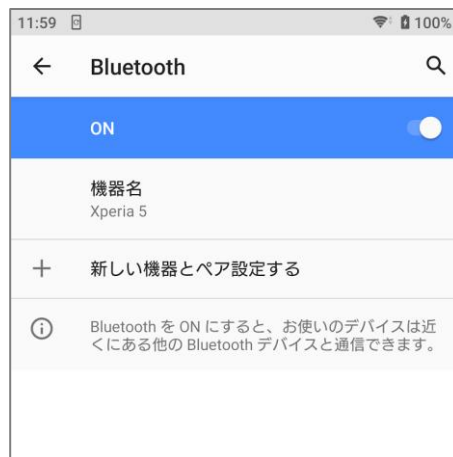 11:59 100%
Bluetooth
ON
機器名
Xperia 5
新しい機器とペア設定する
Bluetooth を ON にすると、お使いのデバイスは近
くにある他の Bluetooth デバイスと通信できます。